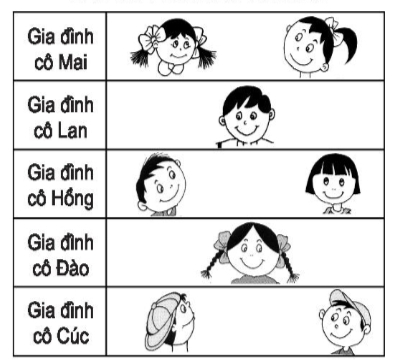 Gia đình
cô Mai
Gia đình
cô Lan
Gia đình
cô Hồng
Gia đình
cô Đào
Gia đình
cô Cúc